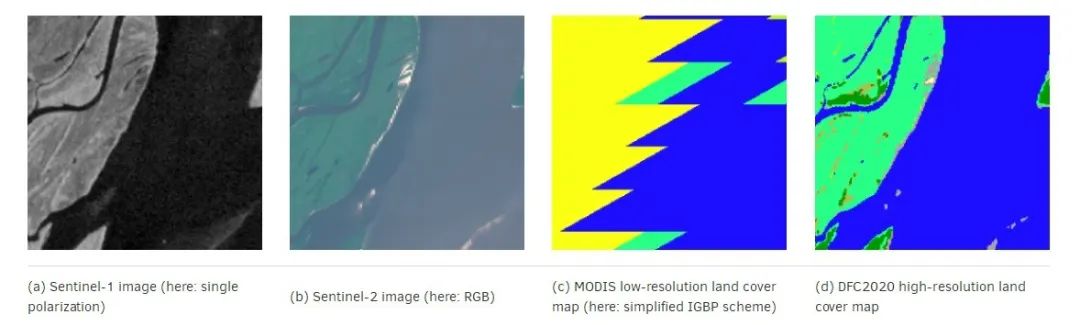 (a) Sentinel-1 image (here: single
polarization)
(b) Sentinel-2 image (here: RGB)
(c) MODIS low-resolution land cover
map (here: simplified IGBP scheme)
(d) DFC2020 high-resolution land
cover map